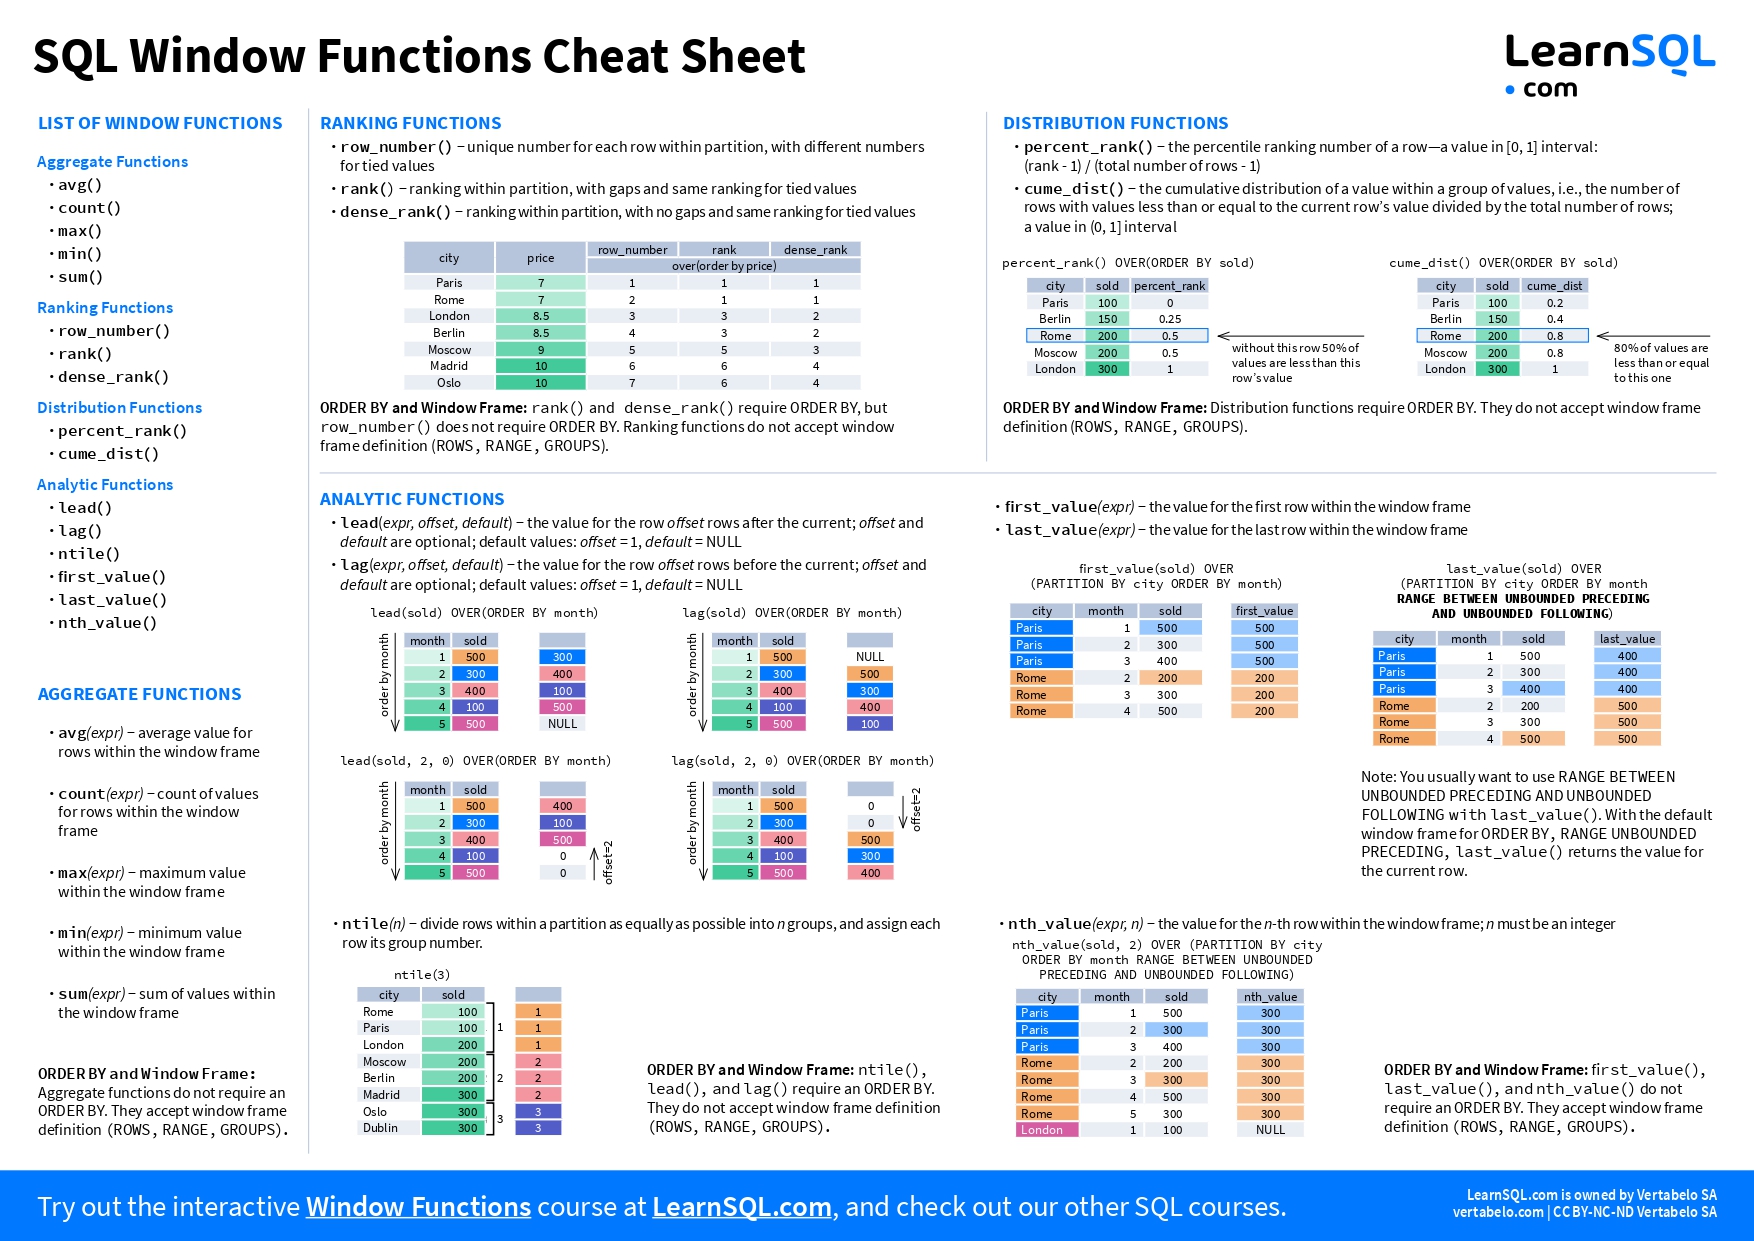 SQL Window Functions Cheat Sheet
LearnSQL
• com
LIST OF WINDOW FUNCTIONS
Aggregate Functions
• avg()
• count()
• max()
• min()
• sum()
Ranking Functions
• row_number()
• rank()
• dense_rank()
Distribution Functions
• percent_rank()
• cume_dist()
Analytic Functions
• lead()
• lag()
• ntile()
• first_value()
• last_value()
• nth_value()
AGGREGATE FUNCTIONS
• avg(expr) − average value for
rows within the window frame
• count(expr) − count of values
for rows within the window
frame
• max(expr) − maximum value
within the window frame
• min(expr) − minimum value
within the window frame
• sum(expr) − sum of values within
the window frame
ORDER BY and Window Frame:
Aggregate functions do not require an
ORDER BY. They accept window frame
definition (ROWS, RANGE, GROUPS).
RANKING FUNCTIONS
• row_number() − unique number for each row within partition, with different numbers
for tied values
• rank() − ranking within partition, with gaps and same ranking for tied values
• dense_rank() − ranking within partition, with no gaps and same ranking for tied values
city price row_number rank dense_rank
over(order by price)
Paris 7 1 1 1
Rome 7 2 1 1
London 8.5 3 3 2
Berlin 8.5 4 3 2
Moscow 9 5 5 3
Madrid 10 6 6 4
Oslo 10 7 6 4
ORDER BY and Window Frame: rank() and dense_rank() require ORDER BY, but
row_number() does not require ORDER BY. Ranking functions do not accept window
frame definition (ROWS, RANGE, GROUPS).
DISTRIBUTION FUNCTIONS
• percent_rank() − the percentile ranking number of a row—a value in [0, 1] interval:
(rank - 1) / (total number of rows - 1)
• cume_dist() − the cumulative distribution of a value within a group of values, i.e., the number of
rows with values less than or equal to the current row’s value divided by the total number of rows;
a value in (0, 1] interval
percent_rank() OVER(ORDER BY sold)
city sold percent_rank
Paris 100 0
Berlin 150 0.25
Rome 200 0.5
Moscow 200 0.5
London 300 1
without this row 50% of
values are less than this
row’s value
cume_dist() OVER(ORDER BY sold)
city sold cume_dist
Paris 100 0.2
Berlin 150 0.4
Rome 200 0.8
Moscow 200 0.8
London 300 1
80% of values are
less than or equal
to this one
ORDER BY and Window Frame: Distribution functions require ORDER BY. They do not accept window frame
definition (ROWS, RANGE, GROUPS).
ANALYTIC FUNCTIONS
• lead(expr, offset, default) − the value for the row offset rows after the current; offset and
default are optional; default values: offset = 1, default = NULL
• lag(expr, offset, default) − the value for the row offset rows before the current; offset and
default are optional; default values: offset = 1, default = NULL
lead(sold) OVER(ORDER BY month)
order by month
month sold
1 500 300
2 300 400
3 400 100
4 100 500
5 500 NULL
lag(sold) OVER(ORDER BY month)
order by month
month sold
1 500 NULL
2 300 500
3 400 300
4 100 400
5 500 100
lead(sold, 2, 0) OVER(ORDER BY month)
order by month
month sold
1 500 400
2 300 100
3 400 500
4 100 0
5 500 0
offset=2
lag(sold, 2, 0) OVER(ORDER BY month)
order by month
month sold
1 500 0
2 300 0
3 400 500
4 100 300
5 500 400
offset=2
• ntile(n) − divide rows within a partition as equally as possible into n groups, and assign each
row its group number.
ntile(3)
city sold
Rome 100 1
Paris 100 1 1
London 200 1
Moscow 200 2
Berlin 200 2 2
Madrid 300 2
Oslo 300 3
3
Dublin 300 3
ORDER BY and Window Frame: ntile(),
lead(), and lag() require an ORDER BY.
They do not accept window frame definition
(ROWS, RANGE, GROUPS).
• first_value(expr) − the value for the first row within the window frame
• last_value(expr) − the value for the last row within the window frame
first_value(sold) OVER
(PARTITION BY city ORDER BY month)
city month sold first_value
Paris 1 500 500
Paris 2 300 500
Paris 3 400 500
Rome 2 200 200
Rome 3 300 200
Rome 4 500 200
last_value(sold) OVER
(PARTITION BY city ORDER BY month
RANGE BETWEEN UNBOUNDED PRECEDING
AND UNBOUNDED FOLLOWING)
city month sold last_value
Paris 1 500 400
Paris 2 300 400
Paris 3 400 400
Rome 2 200 500
Rome 3 300 500
Rome 4 500 500
Note: You usually want to use RANGE BETWEEN
UNBOUNDED PRECEDING AND UNBOUNDED
FOLLOWING with last_value(). With the default
window frame for ORDER BY, RANGE UNBOUNDED
PRECEDING, last_value() returns the value for
the current row.
• nth_value(expr, n) − the value for the n-th row within the window frame; n must be an integer
nth_value(sold, 2) OVER (PARTITION BY city
ORDER BY month RANGE BETWEEN UNBOUNDED
PRECEDING AND UNBOUNDED FOLLOWING)
city month sold nth_value
Paris 1 500 300
Paris 2 300 300
Paris 3 400 300
Rome 2 200 300
Rome 3 300 300
Rome 4 500 300
Rome 5 300 300
London 1 100 NULL
ORDER BY and Window Frame: first_value(),
last_value(), and nth_value() do not
require an ORDER BY. They accept window frame
definition (ROWS, RANGE, GROUPS).
Try out the interactive Window Functions course at LearnSQL.com, and check out our other SQL courses.
LearnSQL.com is owned by Vertabelo SA
vertabelo.com | CC BY-NC-ND Vertabelo SA